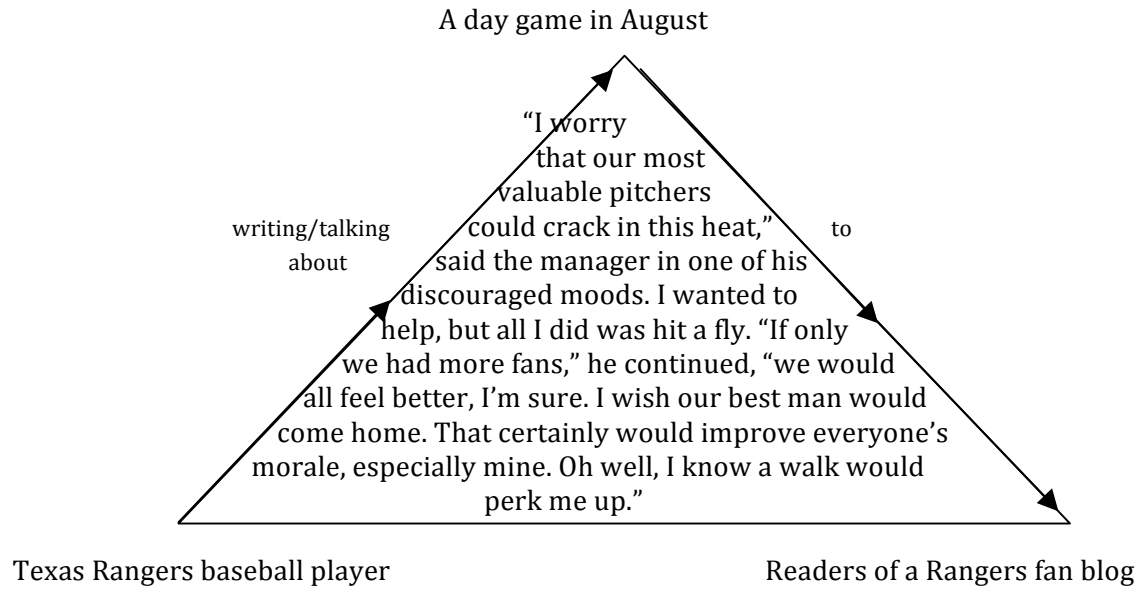 A day game in August
“I worry
that our most
valuable pitchers
could crack in this heat,”
said the manager in one of his
discouraged moods. I wanted to
help, but all I did was hit a fly. “If only
we had more fans,” he continued, “we would
all feel better, I’m sure. I wish our best man would
come home. That certainly would improve everyone’s
morale, especially mine. Oh well, I know a walk would
perk me up.”
writing/talking
about
to
Texas Rangers baseball player
Readers of a Rangers fan blog